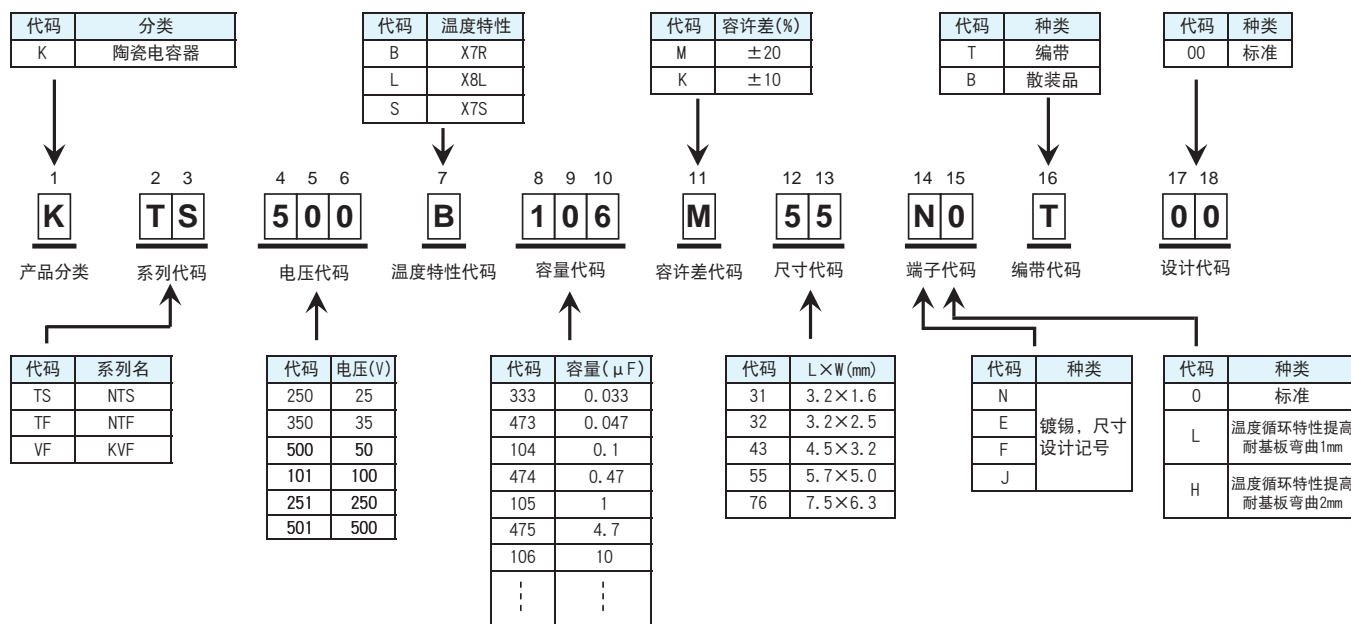 代码 分类
K 陶瓷电容器
代码 温度特性
B X7R
L X8L
S X7S
代码 容许差(%)
M ±20
K ±10
代码 种类
T 编带
B 散装品
代码 种类
00 标准
1 2 3 4 5 6 7 8 9 10 11 12 13 14 15 16 17 18
K T S 5 0 0 B 1 0 6 M 5 5 N 0 T 0 0
产品分类 系列代码 电压代码 温度特性代码 容量代码 容许差代码 尺寸代码 端子代码 编带代码 设计代码
代码 系列名
TS NTS
TF NTF
VF KVF
代码 电压(V)
250 25
350 35
500 50
101 100
251 250
501 500
代码 容量(μF)
333 0.033
473 0.047
104 0.1
474 0.47
105 1
475 4.7
106 10
代码 L×W(mm)
31 3.2×1.6
32 3.2×2.5
43 4.5×3.2
55 5.7×5.0
76 7.5×6.3
代码 种类
N
E
F
J
镀锡，尺寸
设计记号
代码 种类
0 标准
L 温度循环特性提高
耐基板弯曲1mm
H 温度循环特性提高
耐基板弯曲2mm